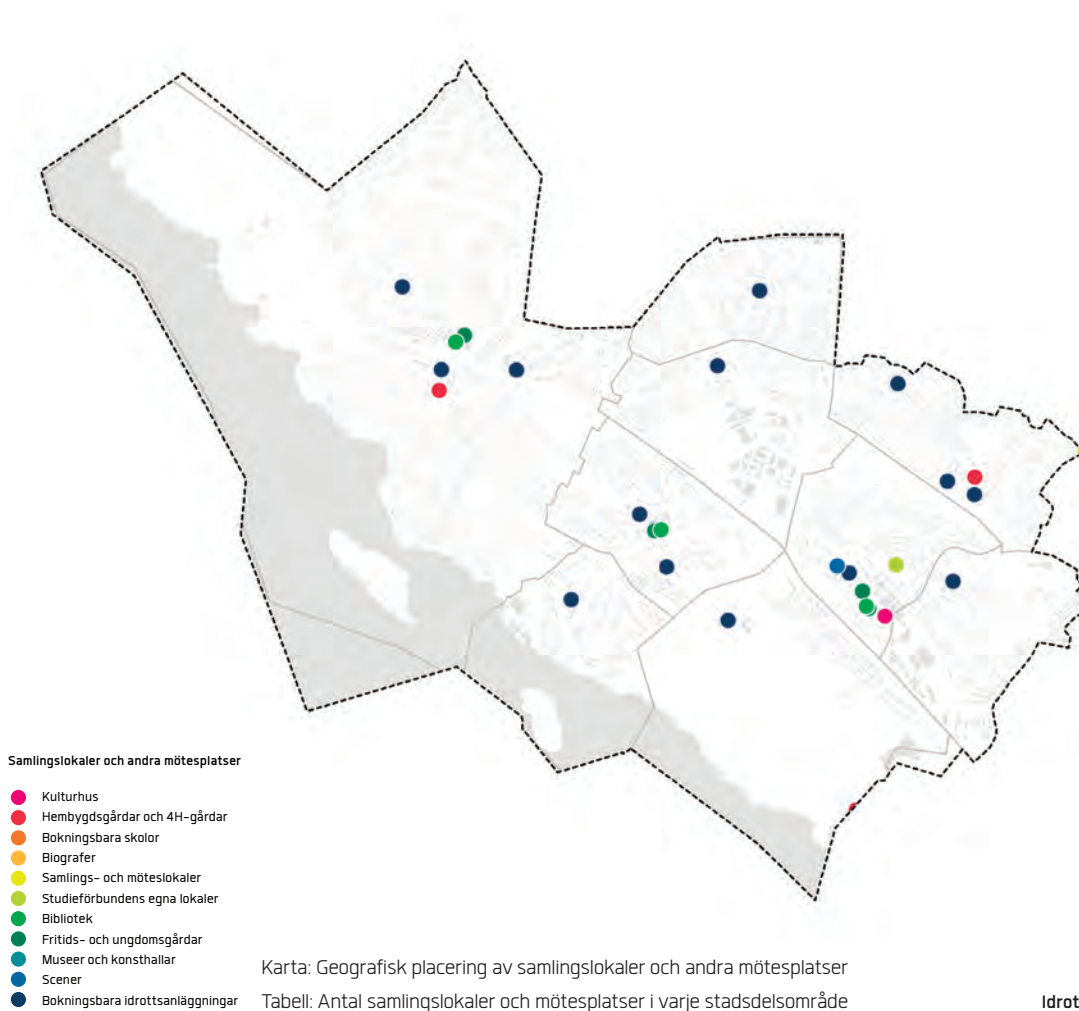 Samlingslokaler och andra mötesplatser
Kulturhus
Hembygdsgårdar och 4H-gårdar
Bokningsbara skolor
Biografer
Samlings- och möteslokaler
Studieförbundens egna lokaler
Bibliotek
Fritids- och ungdomsgårdar
Museer och konsthallar
Scener
Bokningsbara idrottsanläggningar
Karta: Geografisk placering av samlingslokaler och andra mötesplatser
Tabell: Antal samlingslokaler och mötesplatser i varje stadsdelsområde
Idrot